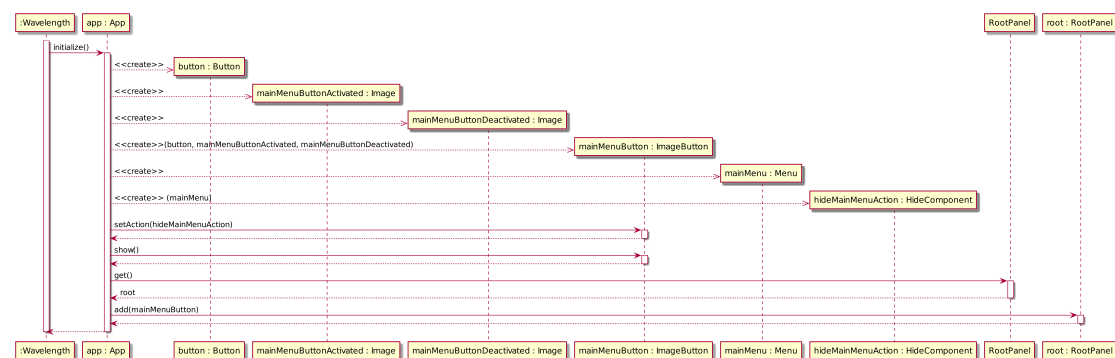 :Wavelength
app : App
RootPanel
root : RootPanel
initialize()
<<create>>
button : Button
<<create>>
mainMenuButtonActivated : Image
<<create>>
mainMenuButtonDeactivated : Image
<<create>>(button, mainMenuButtonActivated, mainMenuButtonDeactivated)
mainMenuButton : ImageButton
<<create>>
mainMenu : Menu
<<create>> (mainMenu)
hideMainMenuAction : HideComponent
setAction(hideMainMenuAction)
show()
get()
root
add(mainMenuButton)
:Wavelength
app : App
button : Button
mainMenuButtonActivated : Image
mainMenuButtonDeactivated : Image
mainMenuButton : ImageButton
mainMenu : Menu
hideMainMenuAction : HideComponent
RootPanel
root : RootPanel